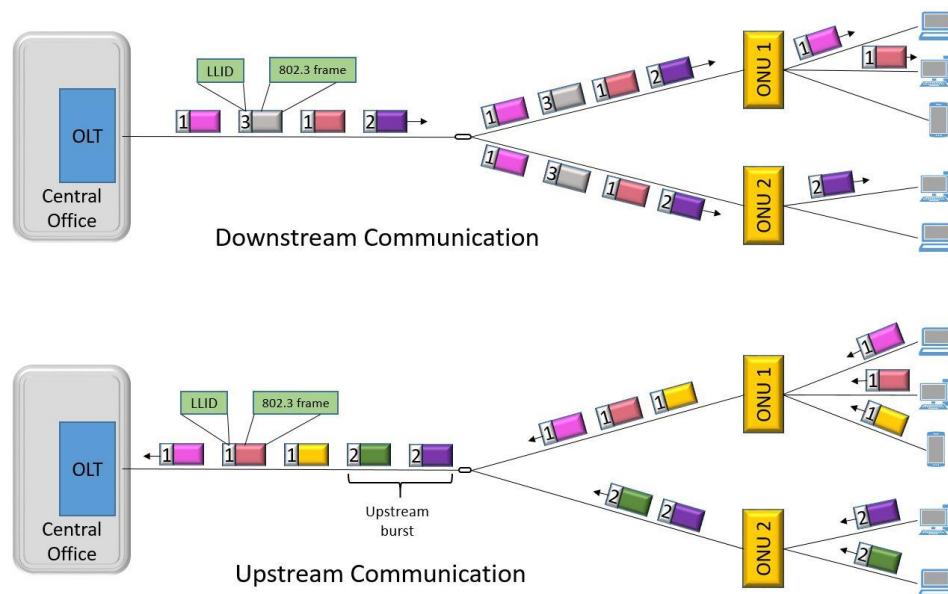 LLID
802.3 frame
1
3
1
2
OLT
Central
Office
1
3
1
2
ONU 1
1
1
1
3
1
2
ONU 2
2
Downstream Communication
LLID
802.3 frame
1
1
1
2
2
OLT
Central
Office
Upstream
burst
1
1
1
ONU 1
1
1
1
2
2
ONU 2
2
2
Upstream Communication